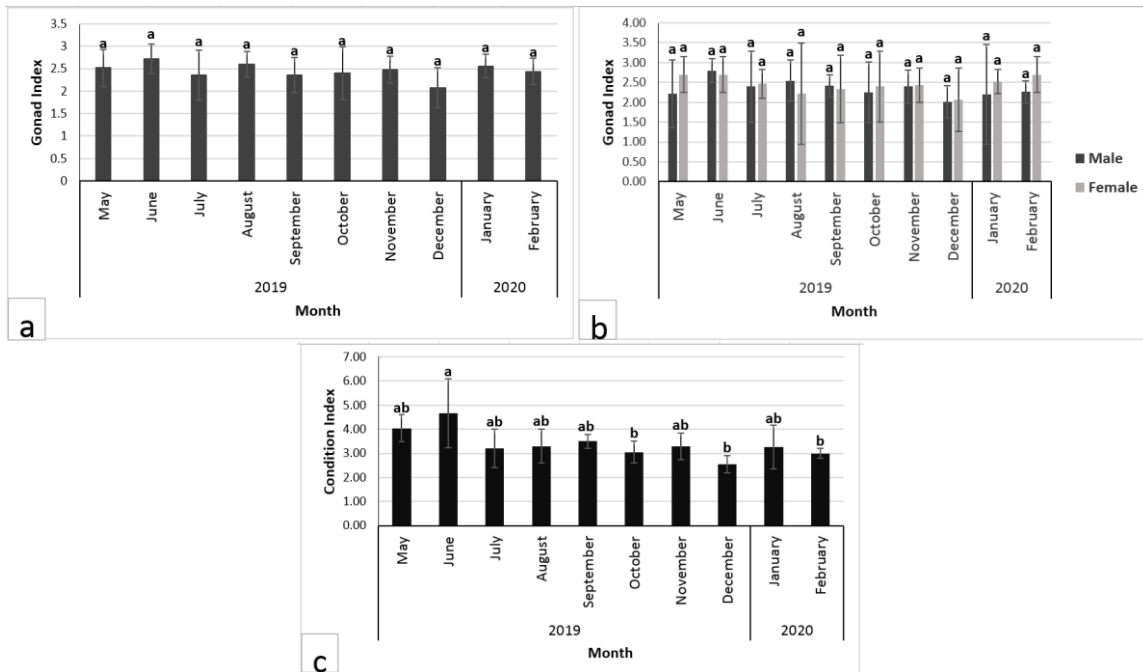 Gonad Index
3.5
3
2.5
2
1.5
1
0.5
0
a a a a a a a a a a
May June July August September October November December January February
2019 2020
Month
a
Gonad Index
4.00
3.50
3.00
2.50
2.00
1.50
1.00
0.50
0.00
a a a a a a a a a a a a a a a a a a a a
May June July August September October November December January February
2019 2020
Month
Male
Female
b
Condition Index
7.00
6.00
5.00
4.00
3.00
2.00
1.00
0.00
ab a ab ab ab b ab b ab b
May June July August September October November December January February
2019 2020
Month
c